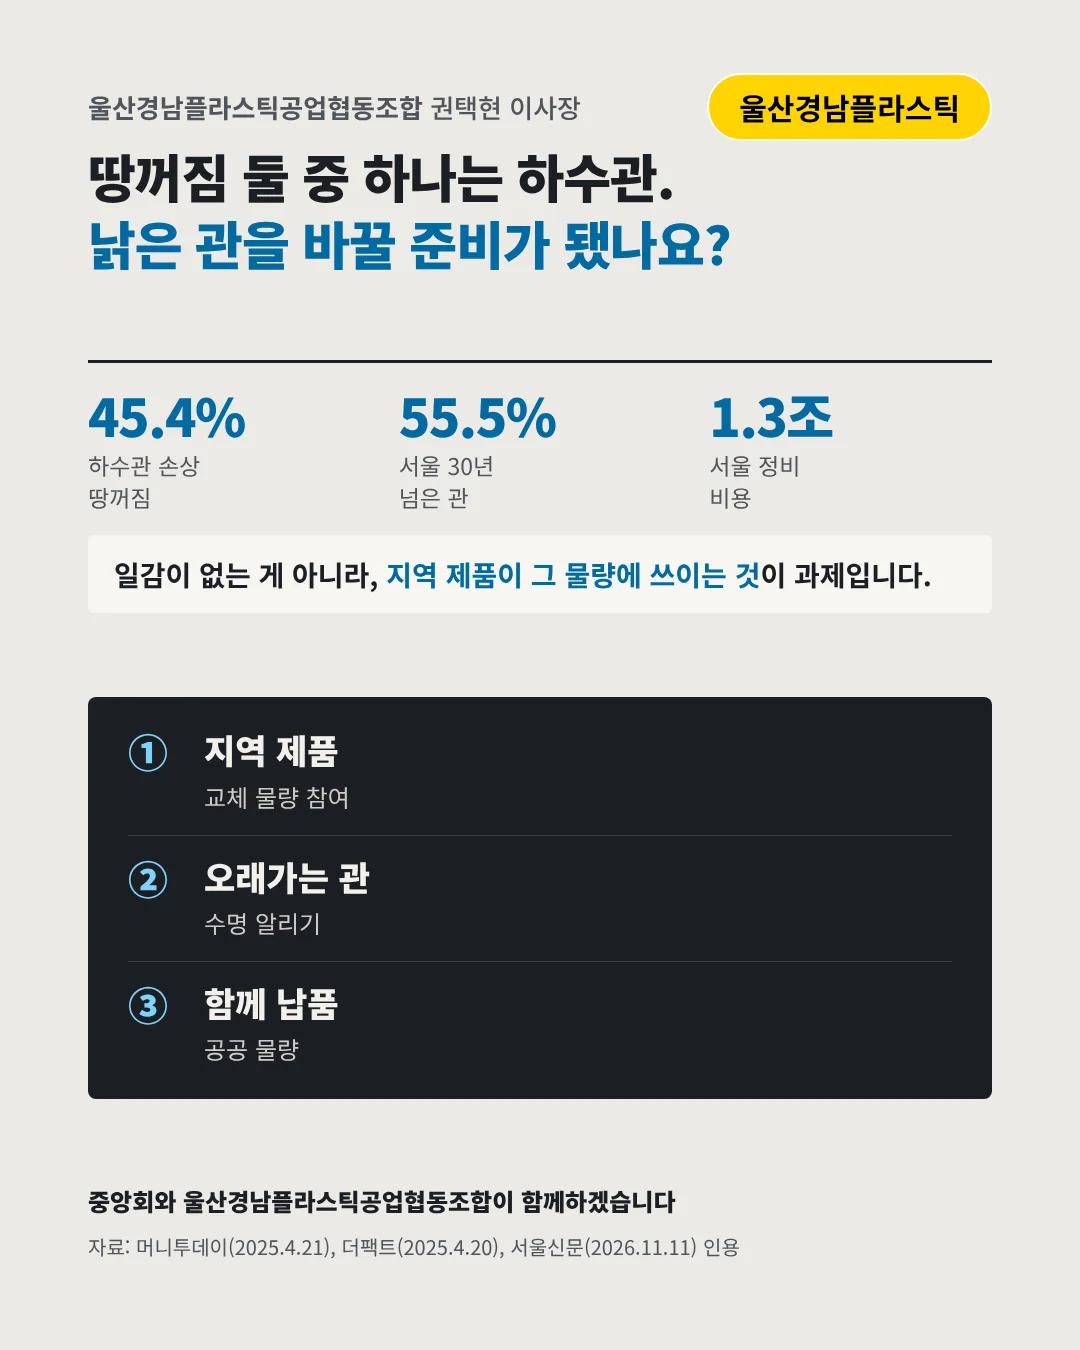 울산경남플라스틱공업협동조합 권택현 이사장
울산경남플라스틱
땅꺼짐 둘 중 하나는 하수관.
낡은 관을 바꿀 준비가 됐나요?
45.4%
하수관 손상
땅꺼짐
55.5%
서울 30년
넘은 관
1.3조
서울 정비
비용
일감이 없는 게 아니라, 지역 제품이 그 물량에 쓰이는 것이 과제입니다.
① 지역 제품
교체 물량 참여
② 오래가는 관
수명 알리기
③ 함께 납품
공공 물량
중앙회와 울산경남플라스틱공업협동조합이 함께하겠습니다
자료: 머니투데이(2025.4.21), 더팩트(2025.4.20), 서울신문(2026.11.11) 인용